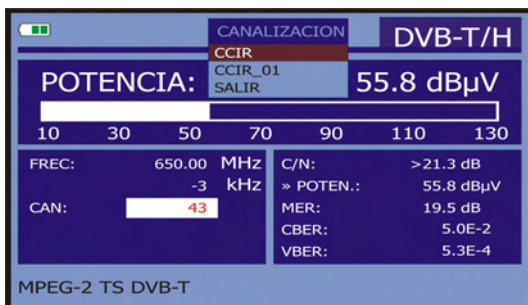 CANALIZACION
DVB-T/H
CCIR
CCIR_01
SALIR
POTENCIA: 55.8 dBµV
10 30 50 70 90 110 130
FREC: 650.00 MHz
-3 kHz
CAN: 43
C/N: >21.3 dB
» POTEN.: 55.8 dBµV
MER: 19.5 dB
CBER: 5.0E-2
VBER: 5.3E-4
MPEG-2 TS DVB-T